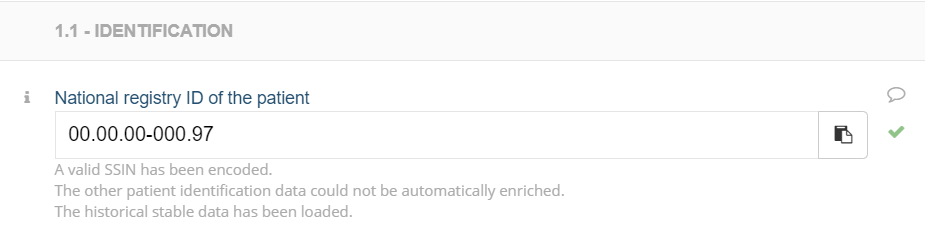 1.1 - IDENTIFICATION
National registry ID of the patient
00.00.00-000.97
A valid SSIN has been encoded.
The other patient identification data could not be automatically enriched.
The historical stable data has been loaded.